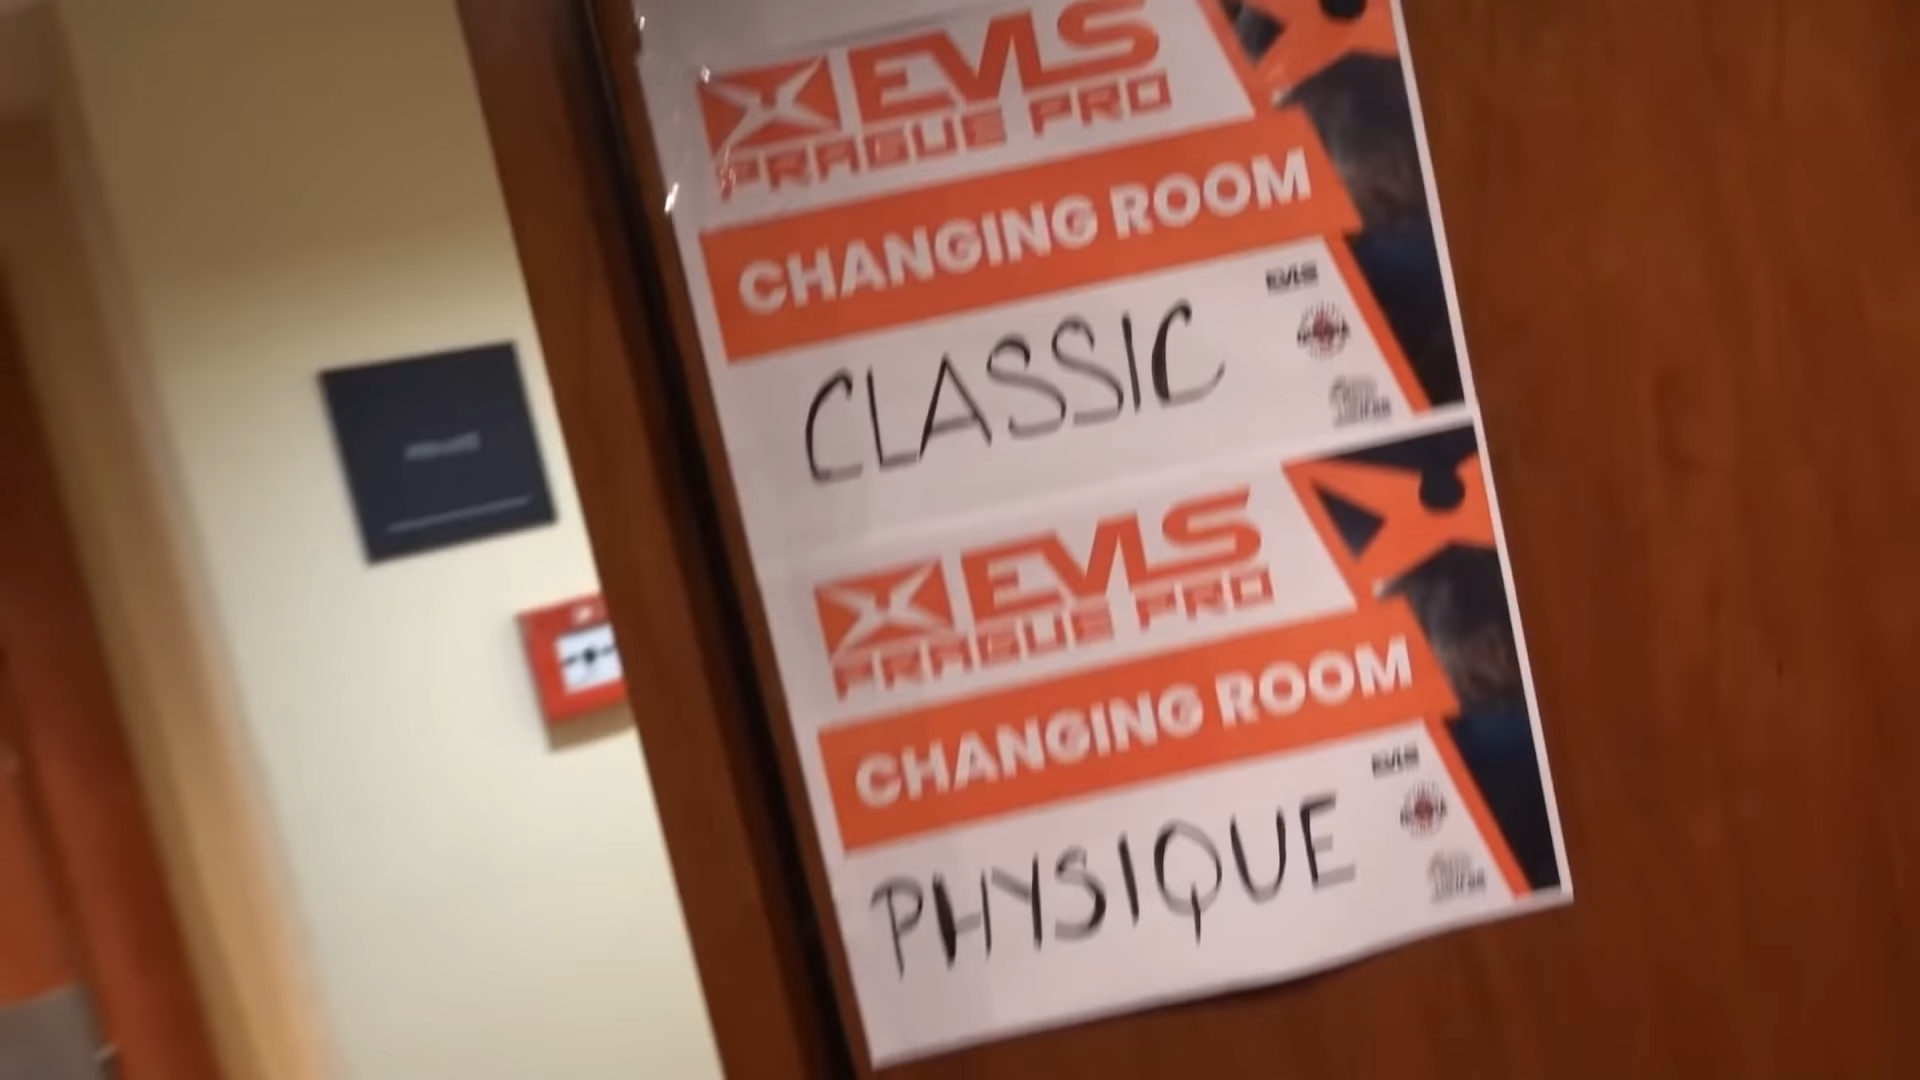 EVLS
PRAGUE PRO
CHANGING ROOM
EVLS
CLASSIC
EVLS
PRAGUE PRO
CHANGING ROOM
EVLS
PHYSIQUE